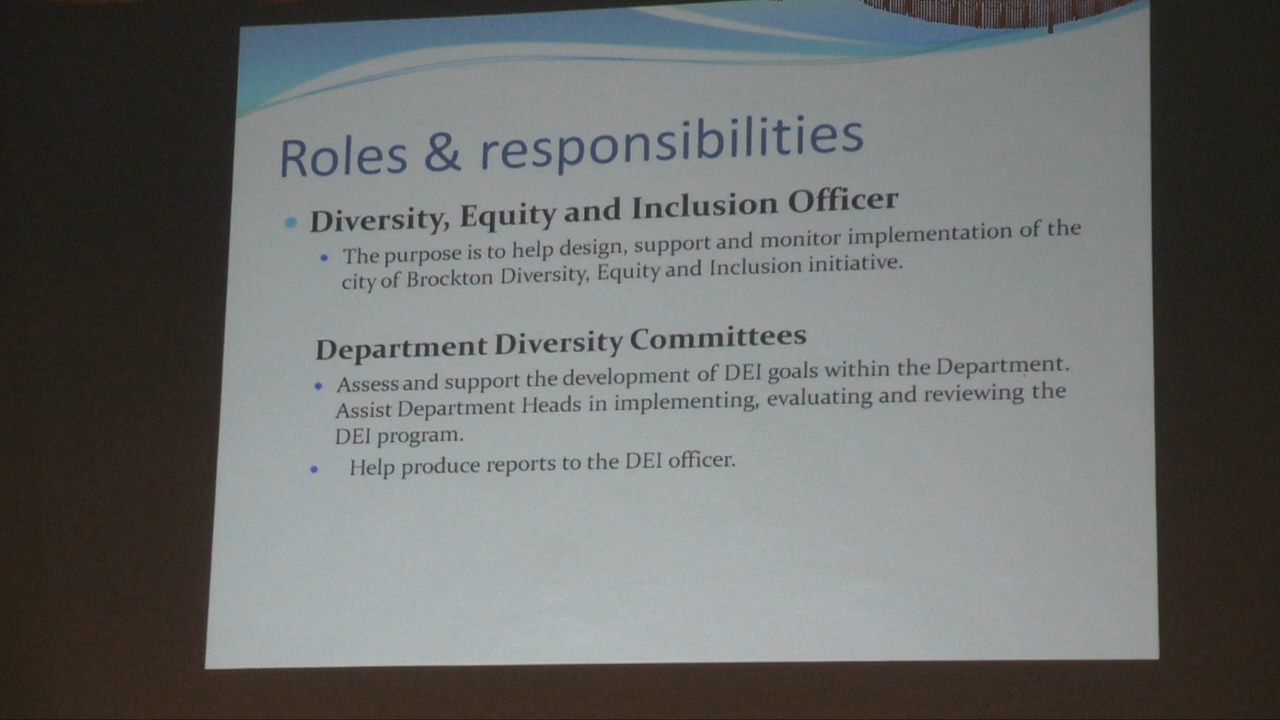 Roles & responsibilities
Diversity, Equity and Inclusion Officer
The purpose is to help design, support and monitor implementation of the
city of Brockton Diversity, Equity and Inclusion initiative.
Department Diversity Committees
Assess and support the development of DEI goals within the Department.
Assist Department Heads in implementing, evaluating and reviewing the
DEI program.
Help produce reports to the DEI officer.